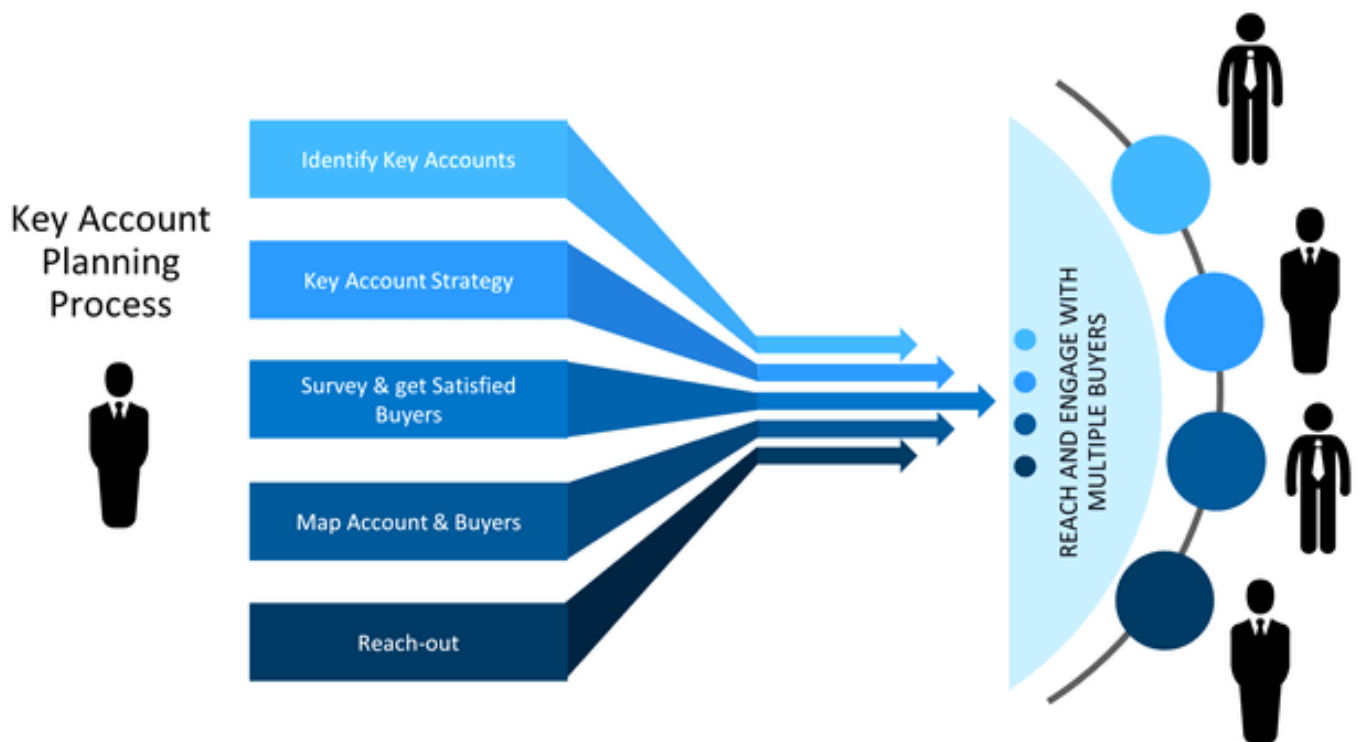 Key Account
Planning
Process
Identify Key Accounts
Key Account Strategy
Survey & get Satisfied
Buyers
Map Account & Buyers
Reach-out
REACH AND ENGAGE WITH
MULTIPLE BUYERS